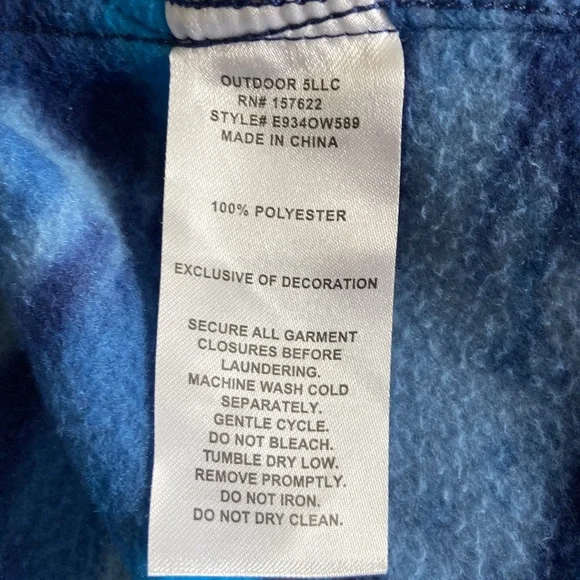 OUTDOOR 5LLC
RN# 157622
STYLE# E934OW589
MADE IN CHINA
100% POLYESTER
EXCLUSIVE OF DECORATION
SECURE ALL GARMENT
CLOSURES BEFORE
LAUNDERING.
MACHINE WASH COLD
SEPARATELY.
GENTLE CYCLE.
DO NOT BLEACH.
TUMBLE DRY LOW.
REMOVE PROMPTLY.
DO NOT IRON.
DO NOT DRY CLEAN.